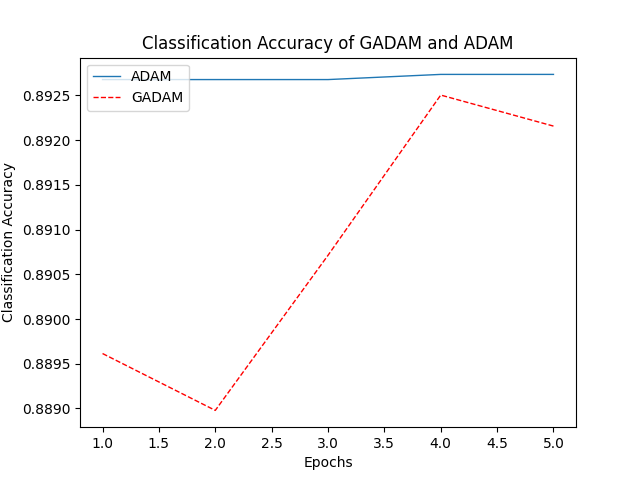 Classification Accuracy of GADAM and ADAM
ADAM
GADAM
0.8925
0.8920
0.8915
0.8910
0.8905
0.8900
0.8895
0.8890
Classification Accuracy
1.0 1.5 2.0 2.5 3.0 3.5 4.0 4.5 5.0
Epochs